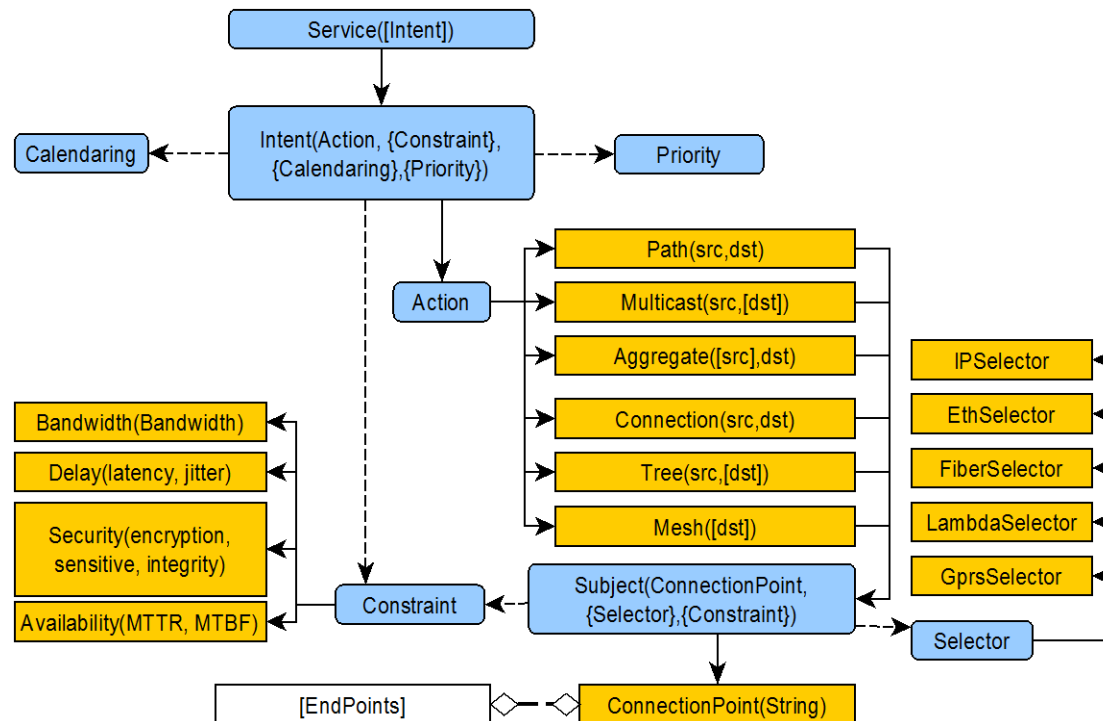 Service([Intent])
Intent(Action, {Constraint},
{Calendaring},{Priority})
Calendaring
Priority
Path(src,dst)
Action
Multicast(src,[dst])
Aggregate([src],dst)
IPSelector
Bandwidth(Bandwidth)
Connection(src,dst)
EthSelector
Delay(latency, jitter)
Tree(src,[dst])
FiberSelector
Security(encryption,
sensitive, integrity)
Mesh([dst])
LambdaSelector
GprsSelector
Availability(MTTR, MTBF)
Constraint
Subject(ConnectionPoint,
{Selector},{Constraint})
Selector
[EndPoints]
ConnectionPoint(String)